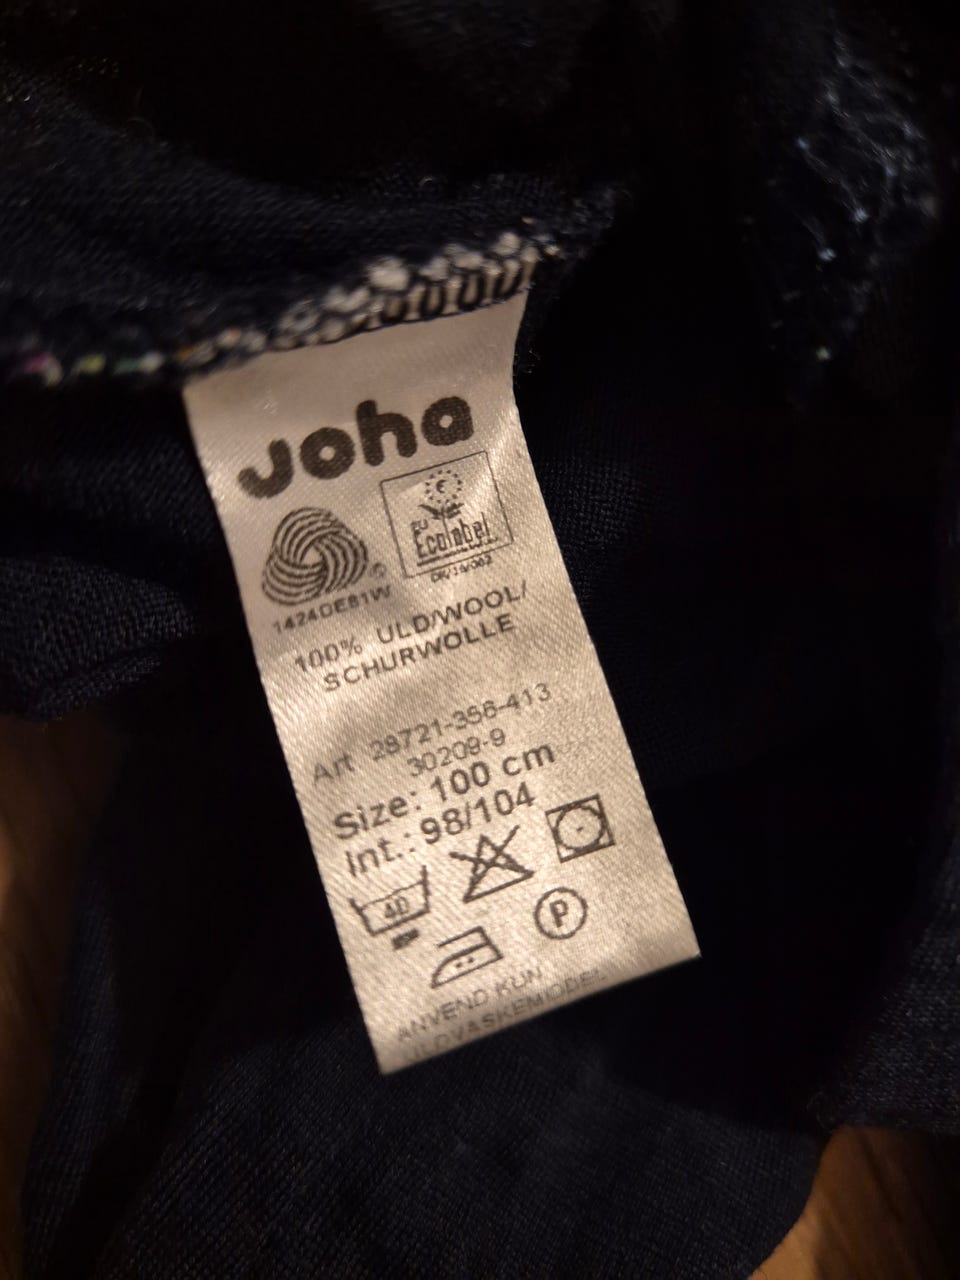 Joha
EU
Ecolabel
DK/16/002
1424DE81W
100% ULD/WOOL/
SCHURWOLLE
Art 28721-356-413
30209-9
Size: 100 cm
Int.: 98/104
40
P
ANVEND KUN
ULDVASKEMIDDEL